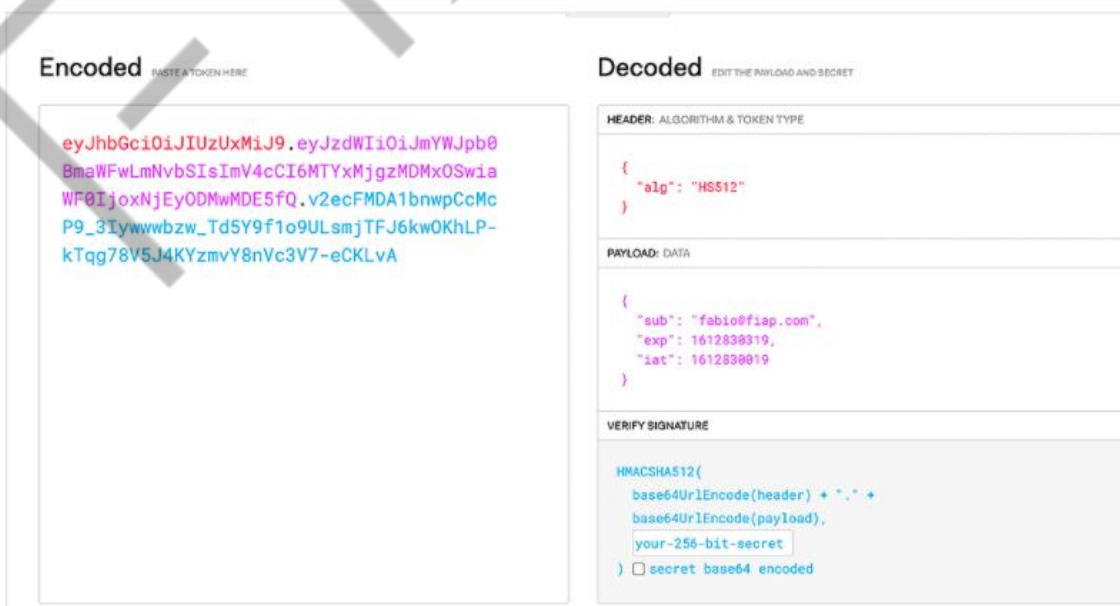 Encoded PASTE A TOKEN HERE
eyJhbGciOiJIUzUxMiJ9.eyJzdWIiOiJmYWJpb0
BmaWFwLmNvbSIsImV4cCI6MTYxMjgzMDMxOSwia
WF0IjoxNjEyODMwMDE5fQ.v2ecFMDA1bnwpCcMc
P9_3Iywwwbzw_Td5Y9f1o9ULsmjTFJ6kwOKhLP-
kTqg78V5J4KYzmvY8nVc3V7-eCKLvA
Decoded EDIT THE PAYLOAD AND SECRET
HEADER: ALGORITHM & TOKEN TYPE
{
"alg": "HS512"
}
PAYLOAD: DATA
{
"sub": "fabio@fiap.com",
"exp": 1612830319,
"iat": 1612830019
}
VERIFY SIGNATURE
HMACSHA512(
base64UrlEncode(header) + "." +
base64UrlEncode(payload),
your-256-bit-secret
) secret base64 encoded